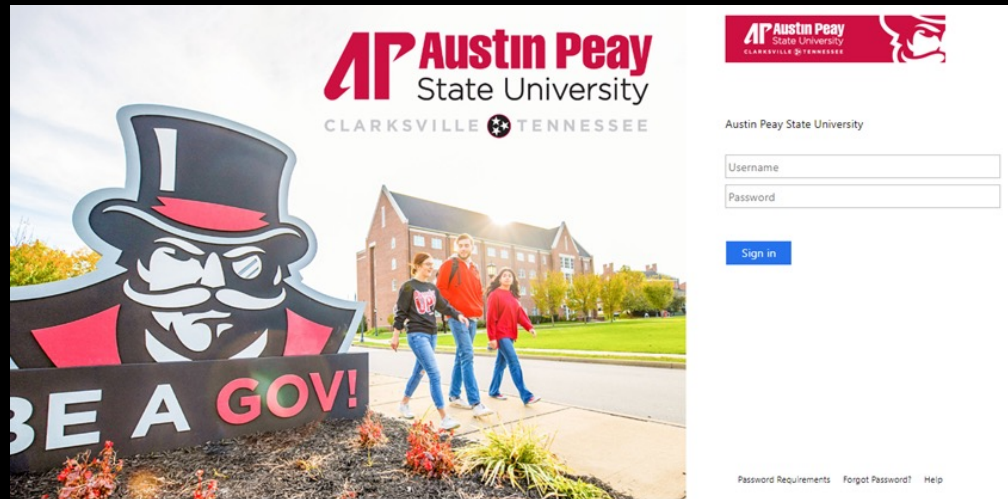 AP Austin Peay
State University
CLARKSVILLE TENNESSEE
BE A GOV!
AP Austin Peay
State University
CLARKSVILLE TENNESSEE
Austin Peay State University
Username
Password
Sign in
Password Requirements Forgot Password? Help